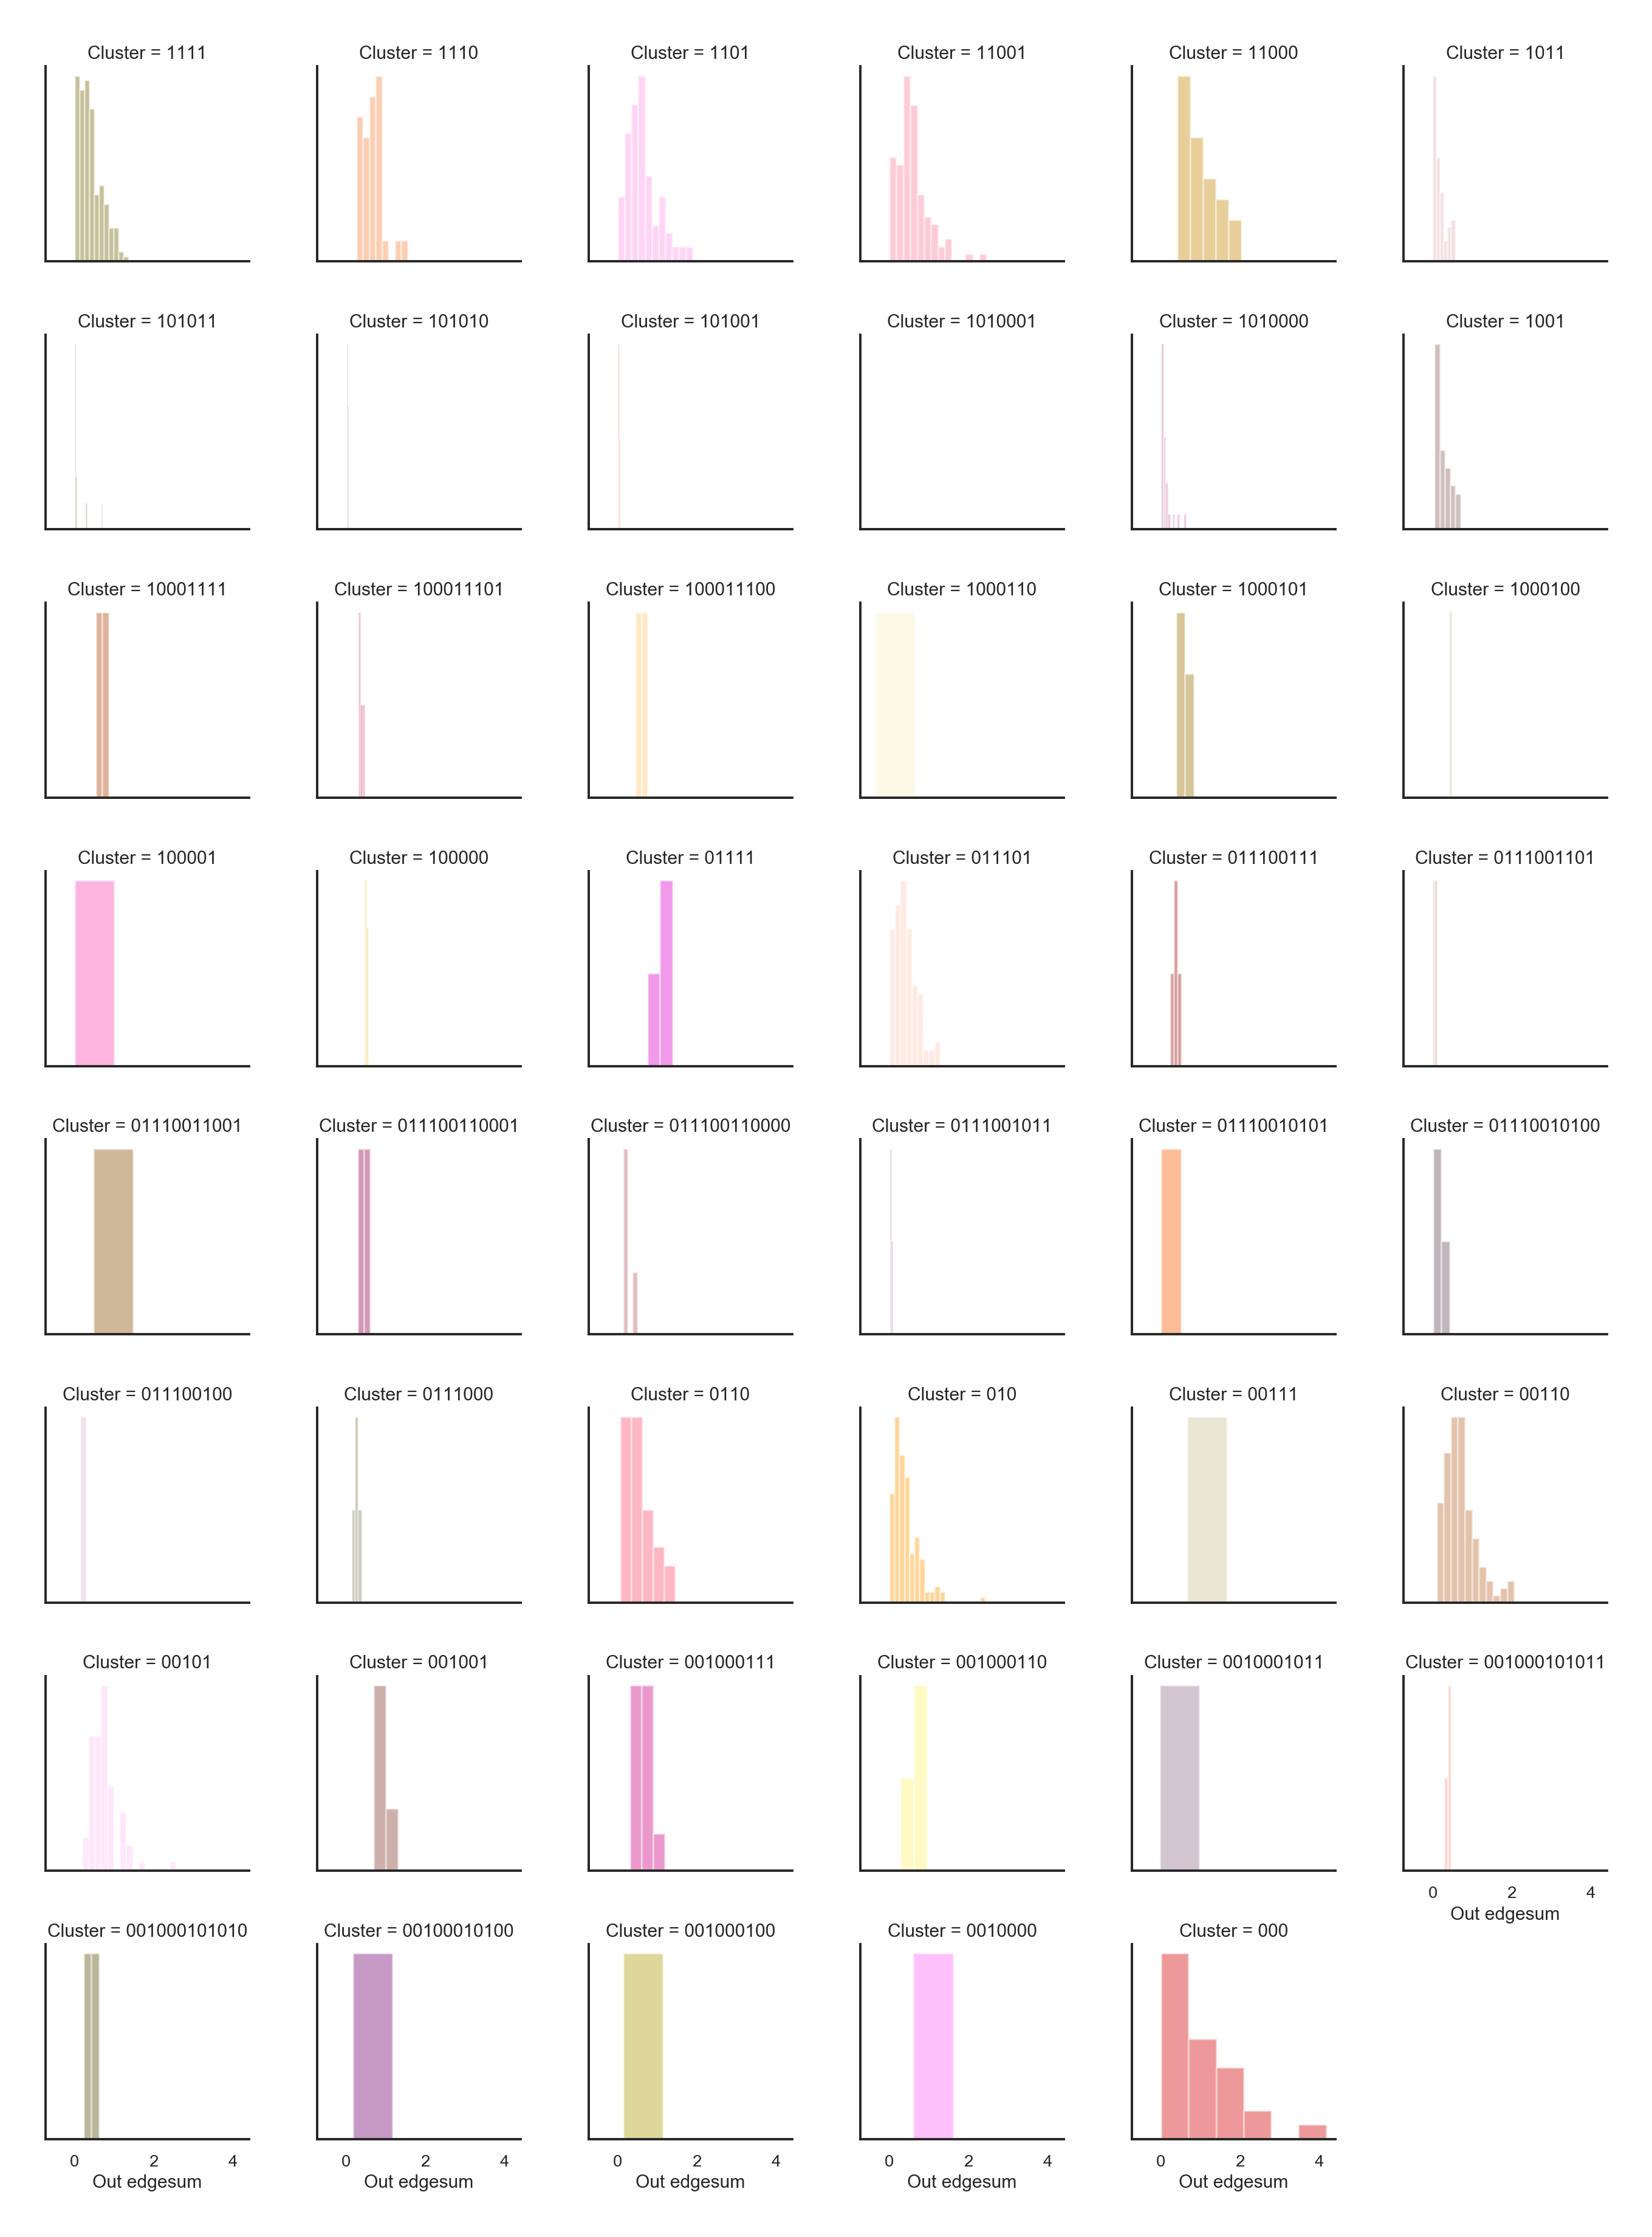 Cluster = 1111
Cluster = 1110
Cluster = 1101
Cluster = 11001
Cluster = 11000
Cluster = 1011
Cluster = 101011
Cluster = 101010
Cluster = 101001
Cluster = 1010001
Cluster = 1010000
Cluster = 1001
Cluster = 10001111
Cluster = 100011101
Cluster = 100011100
Cluster = 1000110
Cluster = 1000101
Cluster = 1000100
Cluster = 100001
Cluster = 100000
Cluster = 01111
Cluster = 011101
Cluster = 011100111
Cluster = 0111001101
Cluster = 01110011001
Cluster = 011100110001
Cluster = 011100110000
Cluster = 0111001011
Cluster = 01110010101
Cluster = 01110010100
Cluster = 011100100
Cluster = 0111000
Cluster = 0110
Cluster = 010
Cluster = 00111
Cluster = 00110
Cluster = 00101
Cluster = 001001
Cluster = 001000111
Cluster = 001000110
Cluster = 0010001011
Cluster = 001000101011
0 2 4
Out edgesum
Cluster = 001000101010
Cluster = 00100010100
Cluster = 001000100
Cluster = 0010000
Cluster = 000
0 2 4
Out edgesum
0 2 4
Out edgesum
0 2 4
Out edgesum
0 2 4
Out edgesum
0 2 4
Out edgesum